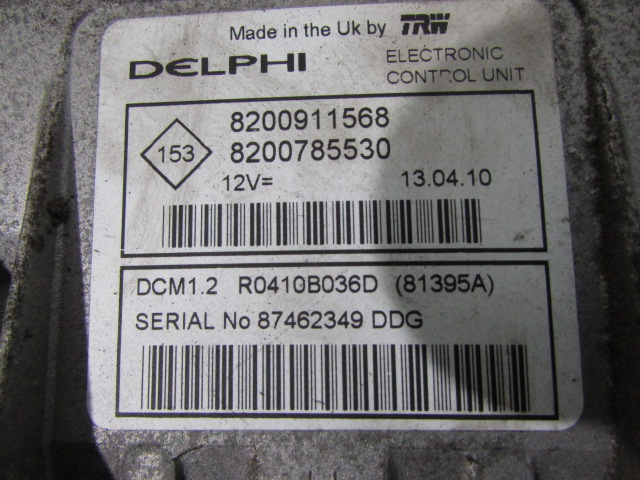 Made in the Uk by TRW
DELPHI
ELECTRONIC
CONTROL UNIT
8200911568
153
8200785530
12V= 13.04.10
DCM1.2 R0410B036D (81395A)
SERIAL No 87462349 DDG